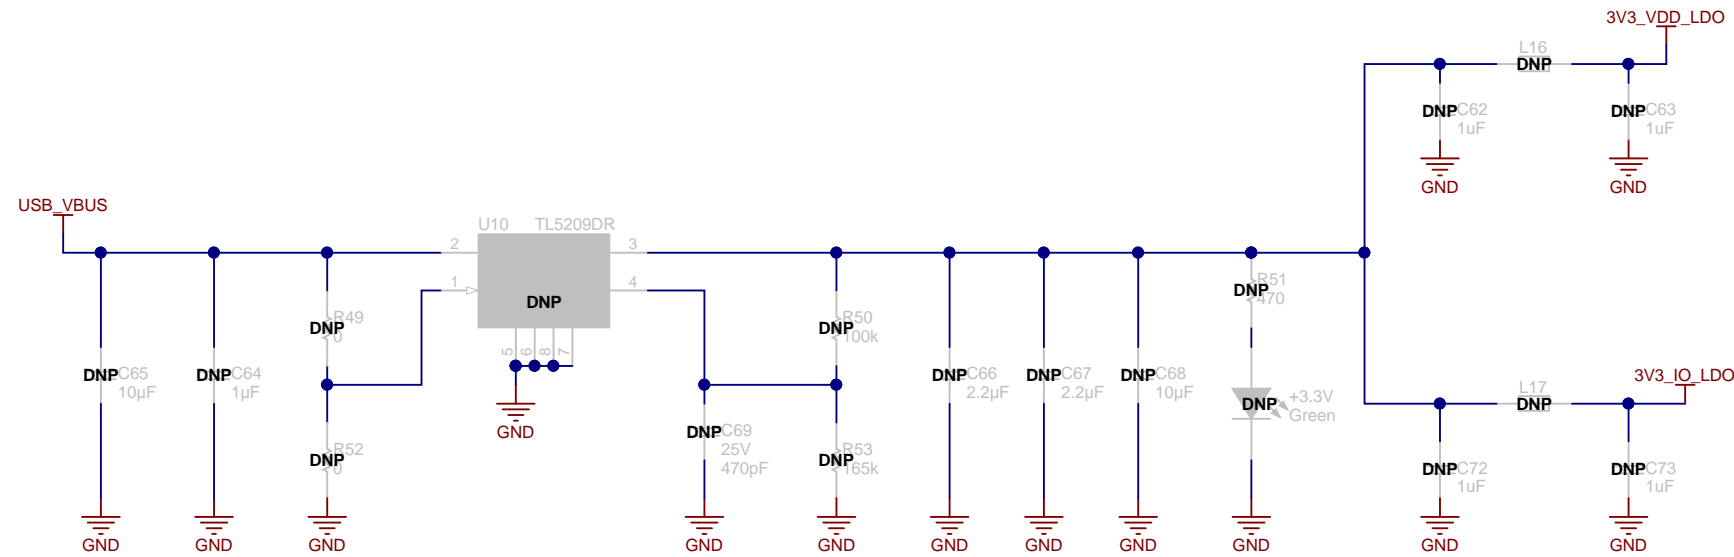 3V3_VDD_LDO
L16
DNP
DNP
C62
1uF
DNP
C63
1uF
GND
GND
USB_VBUS
U10
TL5209DR
2
3
1
4
DNP
5
6
8
7
GND
DNP
C65
10µF
DNP
C64
1µF
DNP
R49
0
DNP
R52
0
DNP
R50
100k
DNP
C69
25V
470pF
DNP
R53
165k
DNP
C66
2.2µF
DNP
C67
2.2µF
DNP
C68
10µF
DNP
R51
470
DNP
+3.3V
Green
3V3_IO_LDO
L17
DNP
DNP
C72
1uF
DNP
C73
1uF
GND
GND
GND
GND
GND
GND
GND
GND
GND
GND
GND